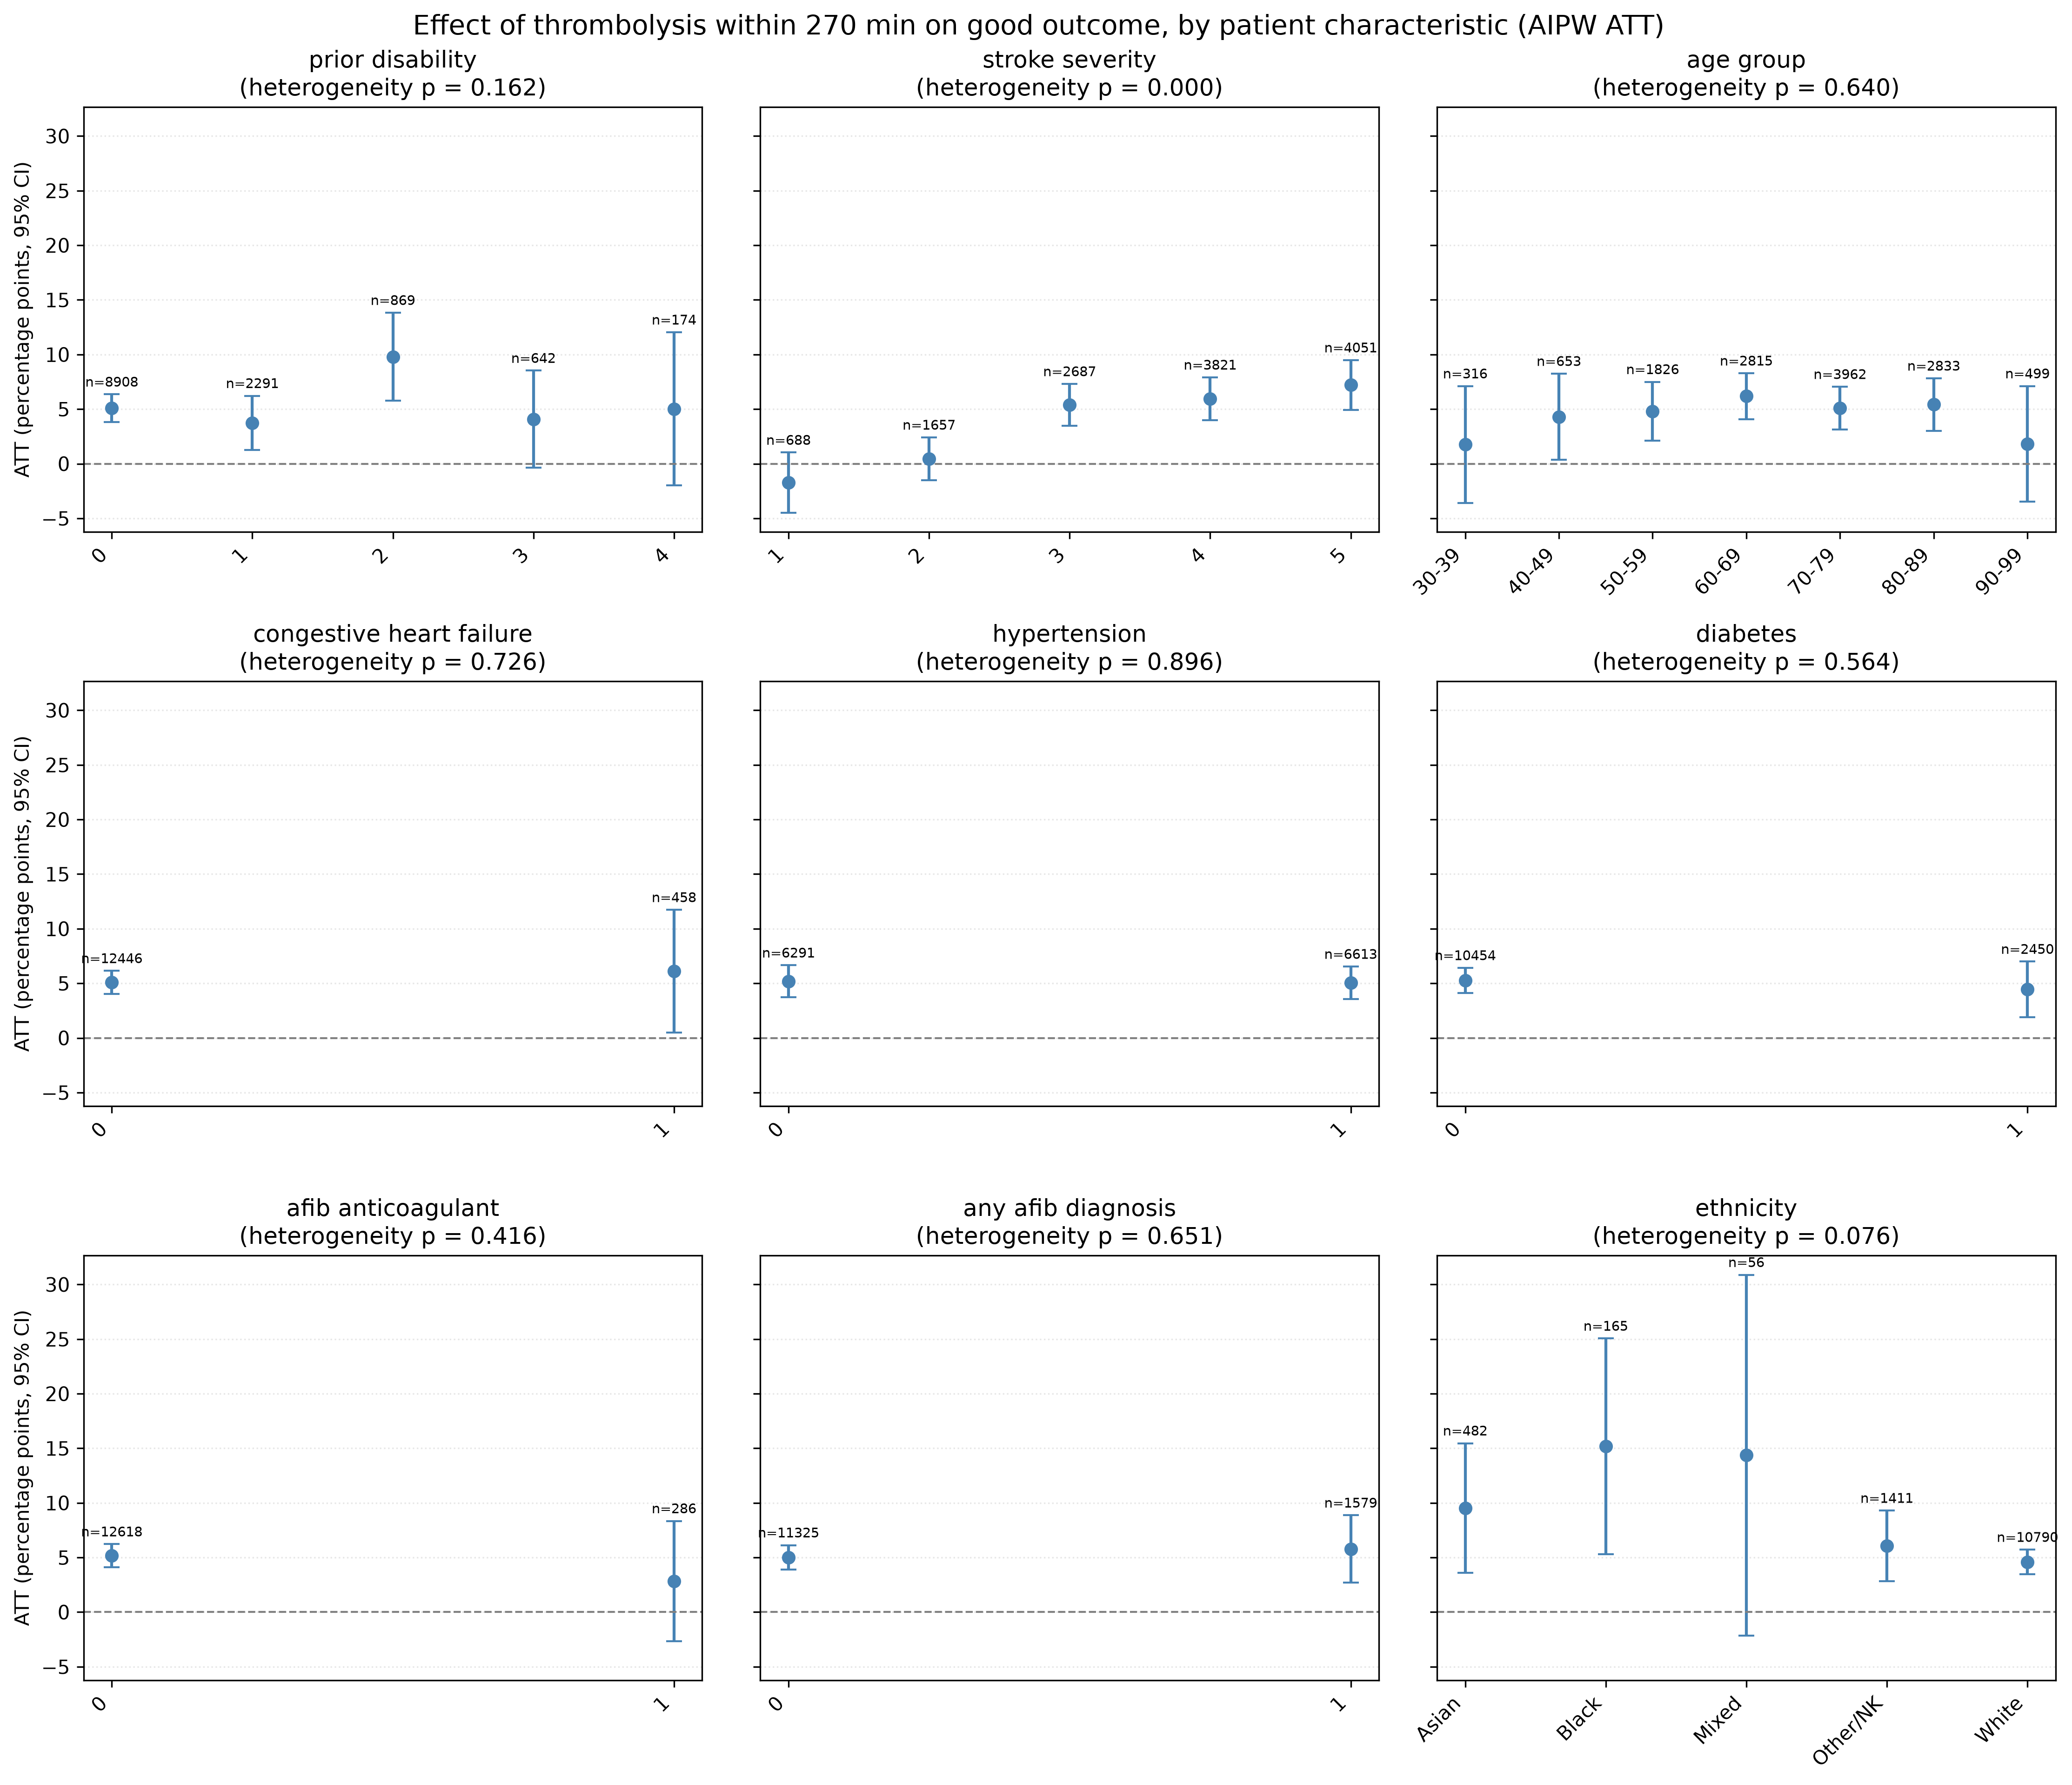 Effect of thrombolysis within 270 min on good outcome, by patient characteristic (AIPW ATT)
prior disability
(heterogeneity p = 0.162)
ATT (percentage points, 95% CI)
30
25
20
15
10
5
0
−5
n=8908
n=2291
n=869
n=642
n=174
0
1
2
3
4
stroke severity
(heterogeneity p = 0.000)
n=688
n=1657
n=2687
n=3821
n=4051
1
2
3
4
5
age group
(heterogeneity p = 0.640)
n=316
n=653
n=1826
n=2815
n=3962
n=2833
n=499
30-39
40-49
50-59
60-69
70-79
80-89
90-99
congestive heart failure
(heterogeneity p = 0.726)
ATT (percentage points, 95% CI)
30
25
20
15
10
5
0
−5
n=12446
n=458
0
1
hypertension
(heterogeneity p = 0.896)
n=6291
n=6613
0
1
diabetes
(heterogeneity p = 0.564)
n=10454
n=2450
0
1
afib anticoagulant
(heterogeneity p = 0.416)
ATT (percentage points, 95% CI)
30
25
20
15
10
5
0
−5
n=12618
n=286
0
1
any afib diagnosis
(heterogeneity p = 0.651)
n=11325
n=1579
0
1
ethnicity
(heterogeneity p = 0.076)
n=482
n=165
n=56
n=1411
n=10790
Asian
Black
Mixed
Other/NK
White